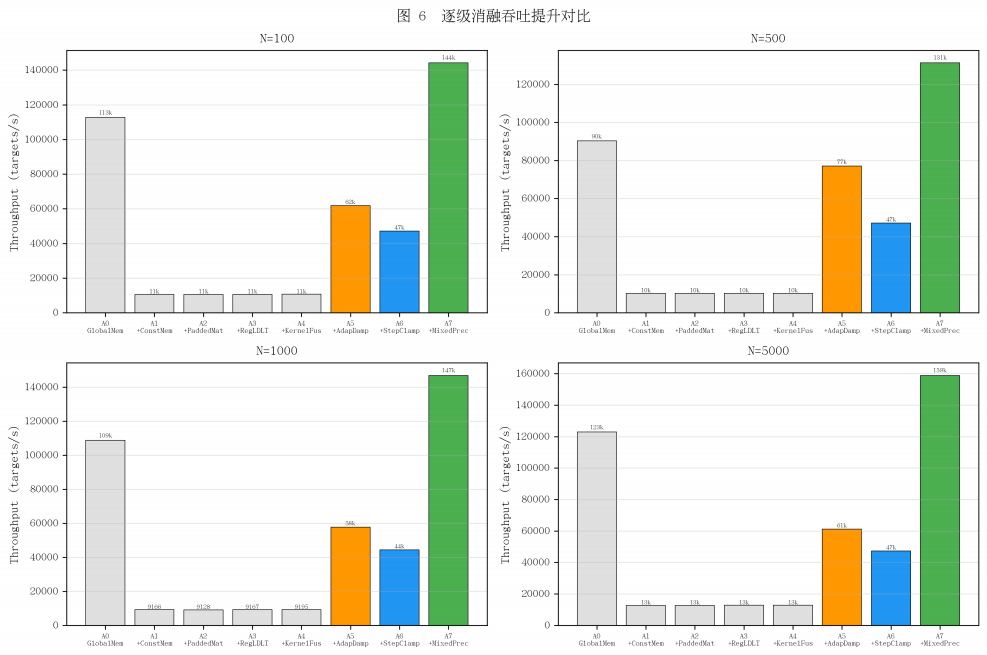 图 6  逐级消融吞吐提升对比
N=100
Throughput (targets/s)
140000
120000
100000
80000
60000
40000
20000
0
113k
11k
11k
11k
11k
62k
47k
144k
A0
GlobalMem
A1
+ConstMem
A2
+PaddedMat
A3
+RegLDLT
A4
+KernelFus
A5
+AdapDamp
A6
+StepClamp
A7
+MixedPrec
N=500
Throughput (targets/s)
120000
100000
80000
60000
40000
20000
0
90k
10k
10k
10k
10k
77k
47k
131k
A0
GlobalMem
A1
+ConstMem
A2
+PaddedMat
A3
+RegLDLT
A4
+KernelFus
A5
+AdapDamp
A6
+StepClamp
A7
+MixedPrec
N=1000
Throughput (targets/s)
140000
120000
100000
80000
60000
40000
20000
0
109k
9166
9128
9167
9195
58k
44k
147k
A0
GlobalMem
A1
+ConstMem
A2
+PaddedMat
A3
+RegLDLT
A4
+KernelFus
A5
+AdapDamp
A6
+StepClamp
A7
+MixedPrec
N=5000
Throughput (targets/s)
160000
140000
120000
100000
80000
60000
40000
20000
0
123k
13k
13k
13k
13k
61k
47k
159k
A0
GlobalMem
A1
+ConstMem
A2
+PaddedMat
A3
+RegLDLT
A4
+KernelFus
A5
+AdapDamp
A6
+StepClamp
A7
+MixedPrec